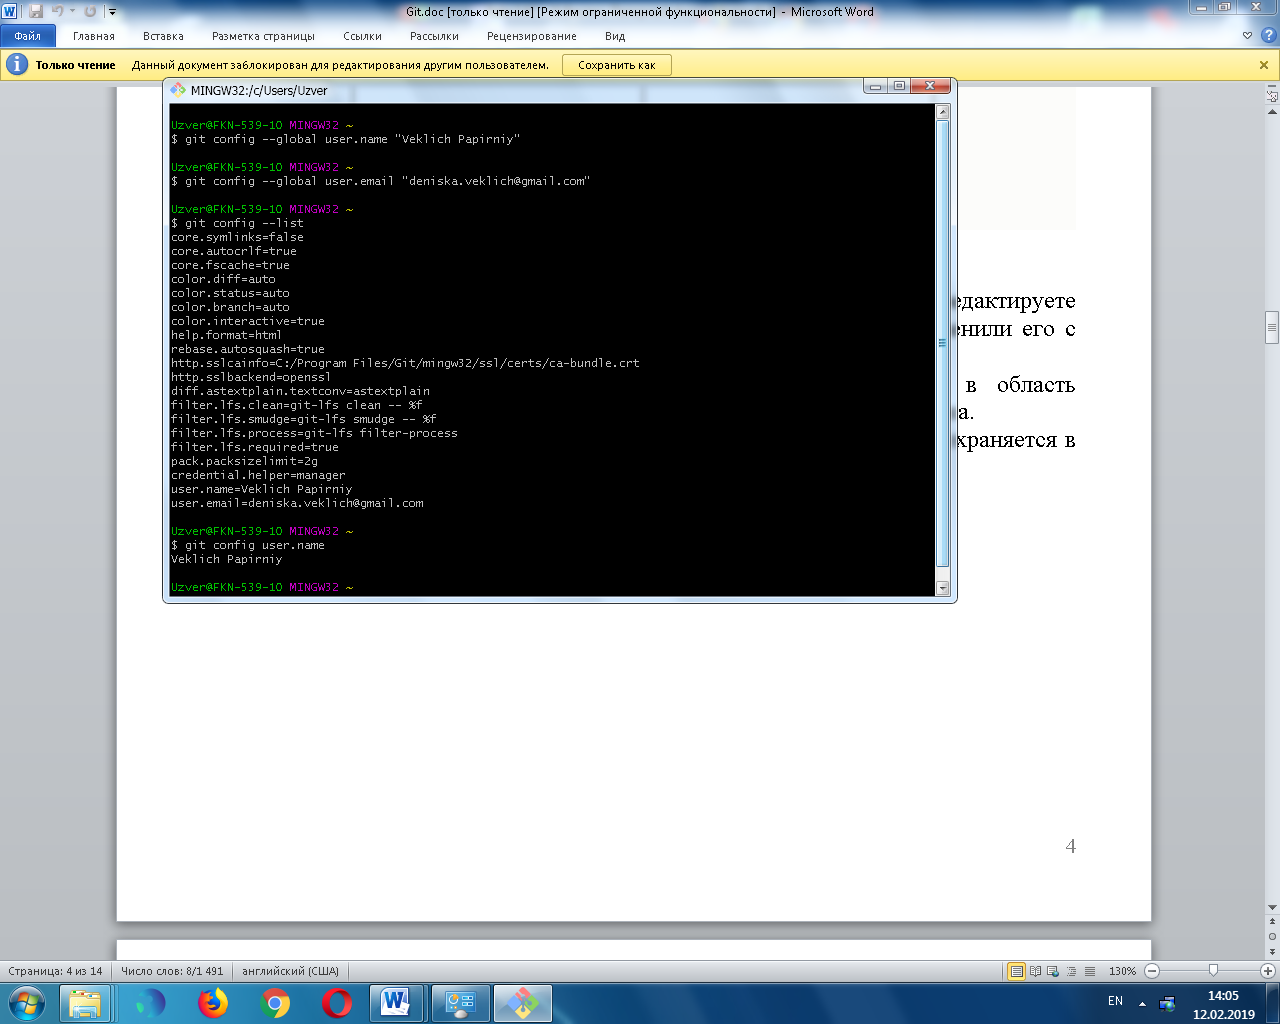 Git.doc [только чтение] [Режим ограниченной функциональности] - Microsoft Word
Файл Главная Вставка Разметка страницы Ссылки Рассылки Рецензирование Вид
Только чтение Данный документ заблокирован для редактирования другим пользователем. Сохранить как
MINGW32:/c/Users/Uzver
Uzver@FKN-539-10 MINGW32 ~
$ git config --global user.name "Veklich Papirniy"
Uzver@FKN-539-10 MINGW32 ~
$ git config --global user.email "deniska.veklich@gmail.com"
Uzver@FKN-539-10 MINGW32 ~
$ git config --list
core.symlinks=false
core.autocrlf=true
core.fscache=true
color.diff=auto
color.status=auto
color.branch=auto
color.interactive=true
help.format=html
rebase.autosquash=true
http.sslcainfo=C:/Program Files/Git/mingw32/ssl/certs/ca-bundle.crt
http.sslbackend=openssl
diff.astextplain.textconv=astextplain
filter.lfs.clean=git-lfs clean -- %f
filter.lfs.smudge=git-lfs smudge -- %f
filter.lfs.process=git-lfs filter-process
filter.lfs.required=true
pack.packsizelimit=2g
credential.helper=manager
user.name=Veklich Papirniy
user.email=deniska.veklich@gmail.com
Uzver@FKN-539-10 MINGW32 ~
$ git config user.name
Veklich Papirniy
Uzver@FKN-539-10 MINGW32 ~
едактируете
енили его с
в область
а.
храняется в
4
Страница: 4 из 14 Число слов: 8/1 491 английский (США) 130%
EN 14:05
12.02.2019